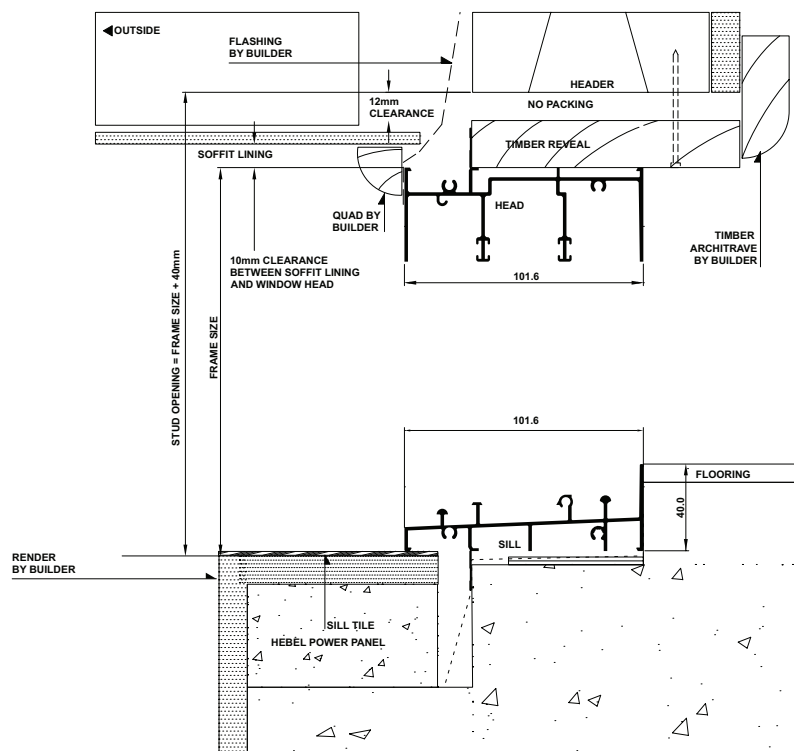 OUTSIDE
FLASHING
BY BUILDER
HEADER
12mm
CLEARANCE
NO PACKING
TIMBER REVEAL
SOFFIT LINING
HEAD
QUAD BY
BUILDER
TIMBER
ARCHITRAVE
BY BUILDER
10mm CLEARANCE
BETWEEN SOFFIT LINING
AND WINDOW HEAD
101.6
STUD OPENING = FRAME SIZE + 40mm
FRAME SIZE
101.6
FLOORING
40.0
SILL
RENDER
BY BUILDER
SILL TILE
HEBEL POWER PANEL